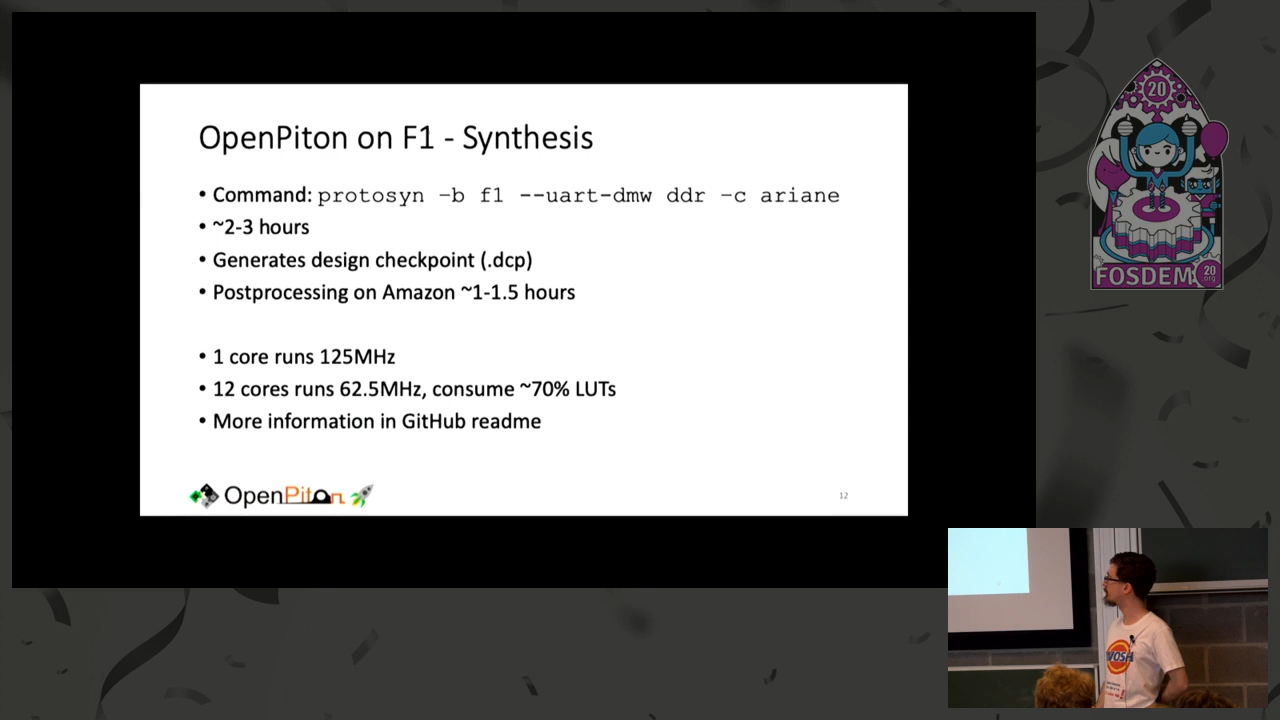 OpenPiton on F1 - Synthesis
• Command: protosyn –b f1 --uart-dmw ddr –c ariane
• ~2-3 hours
• Generates design checkpoint (.dcp)
• Postprocessing on Amazon ~1-1.5 hours
• 1 core runs 125MHz
• 12 cores runs 62.5MHz, consume ~70% LUTs
• More information in GitHub readme
OpenPiton
12
20
FOSDEM 20
.org